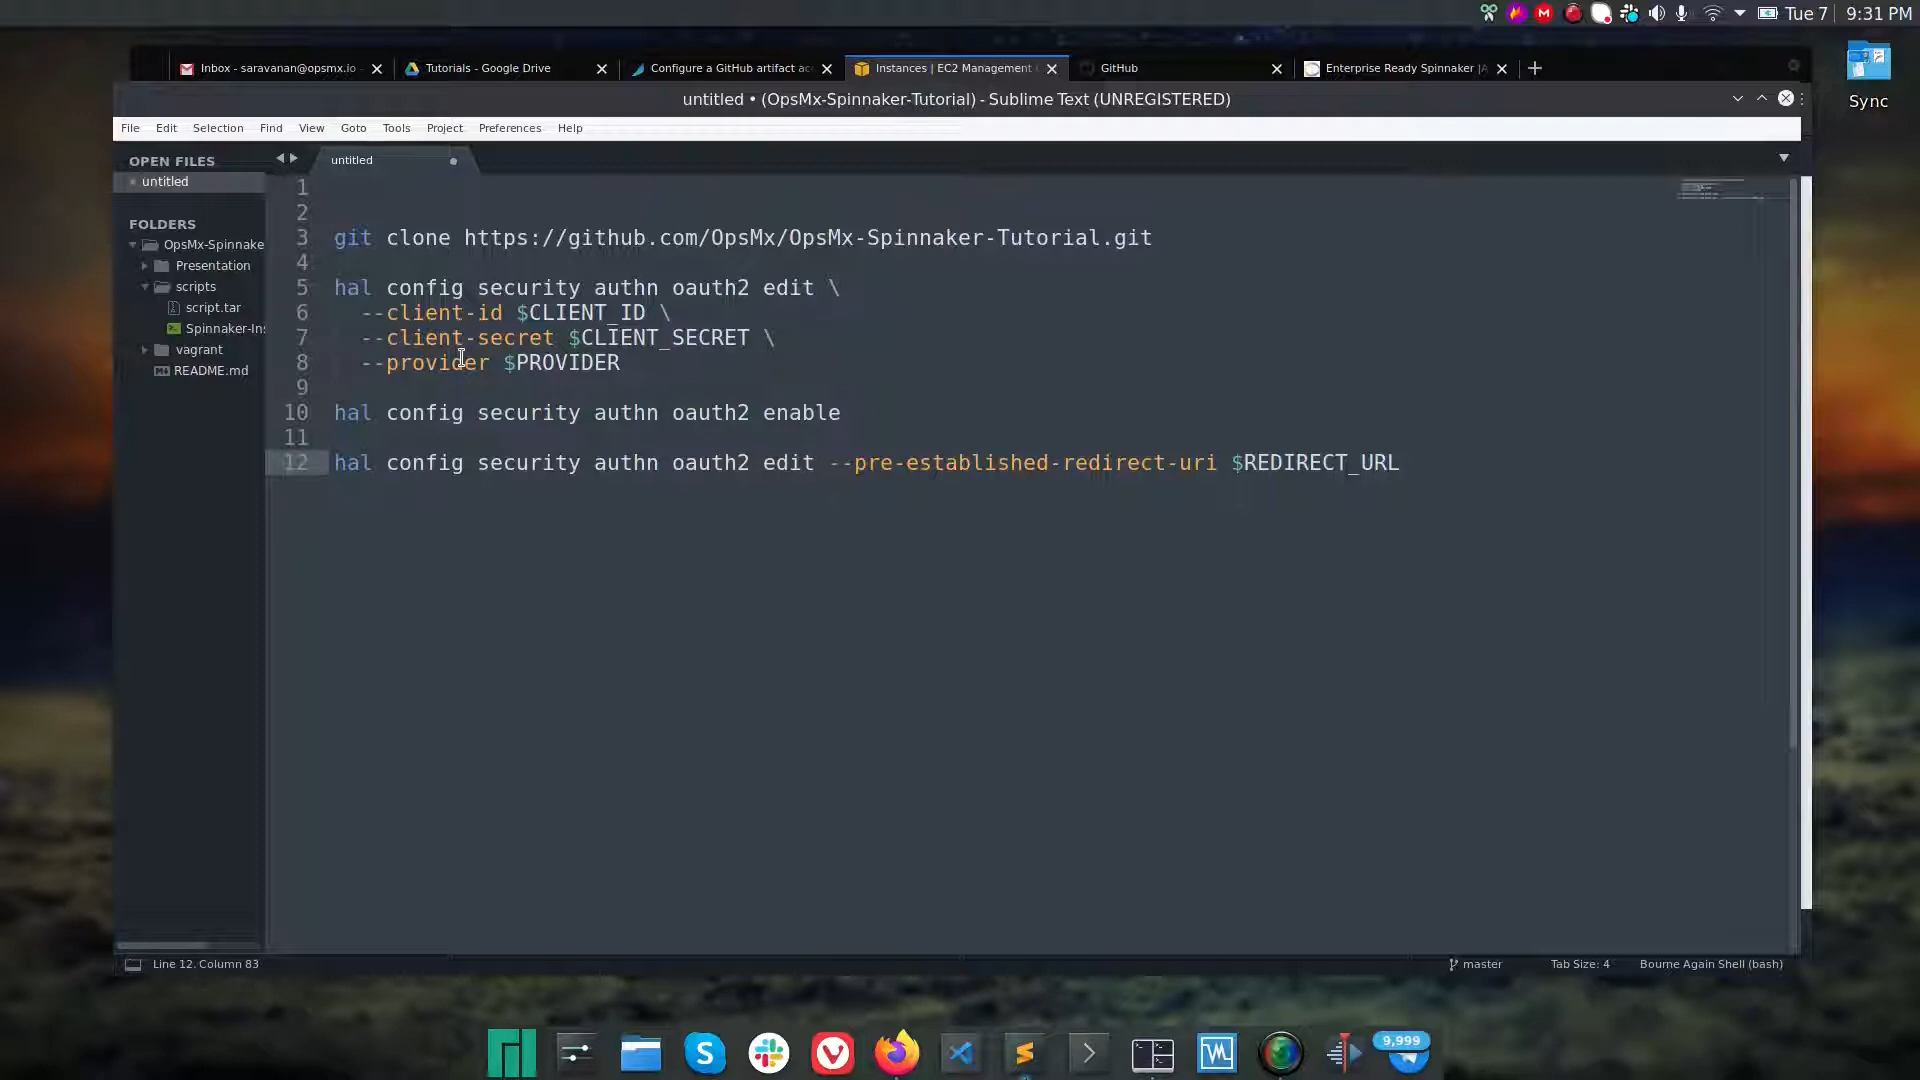 Tue 7 9:31 PM
Inbox - saravanan@opsmx.io -
Tutorials - Google Drive
Configure a GitHub artifact acc
Instances | EC2 Management
GitHub
Enterprise Ready Spinnaker |A
Sync
untitled • (OpsMx-Spinnaker-Tutorial) - Sublime Text (UNREGISTERED)
File Edit Selection Find View Goto Tools Project Preferences Help
OPEN FILES
untitled
untitled
FOLDERS
OpsMx-Spinnake
Presentation
scripts
script.tar
Spinnaker-Ins
vagrant
README.md
1
2
3 git clone https://github.com/OpsMx/OpsMx-Spinnaker-Tutorial.git
4
5 hal config security authn oauth2 edit \
6 --client-id $CLIENT_ID \
7 --client-secret $CLIENT_SECRET \
8 --provider $PROVIDER
9
10 hal config security authn oauth2 enable
11
12 hal config security authn oauth2 edit --pre-established-redirect-uri $REDIRECT_URL
Line 12, Column 83
master
Tab Size: 4
Bourne Again Shell (bash)
9,999